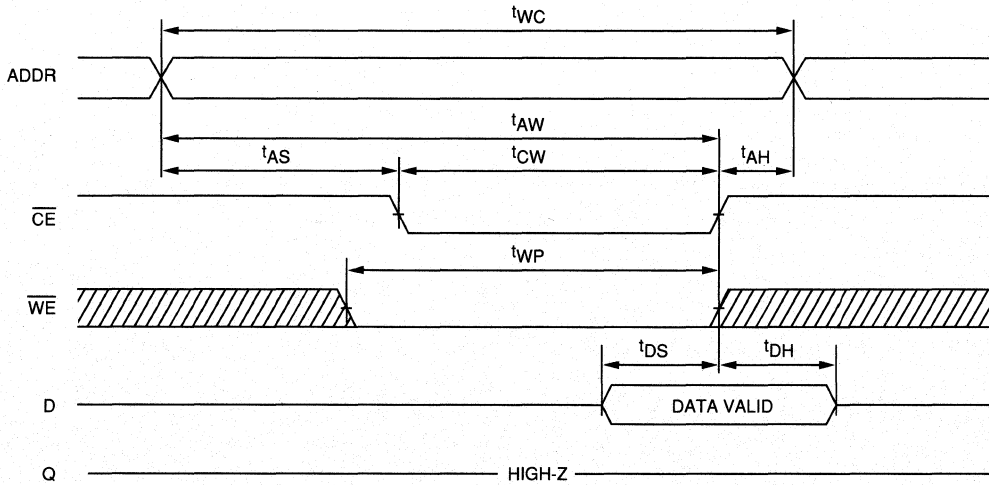 tWC
ADDR
tAW
tAS tCW tAH
CE
tWP
WE
tDS tDH
D DATA VALID
Q HIGH-Z